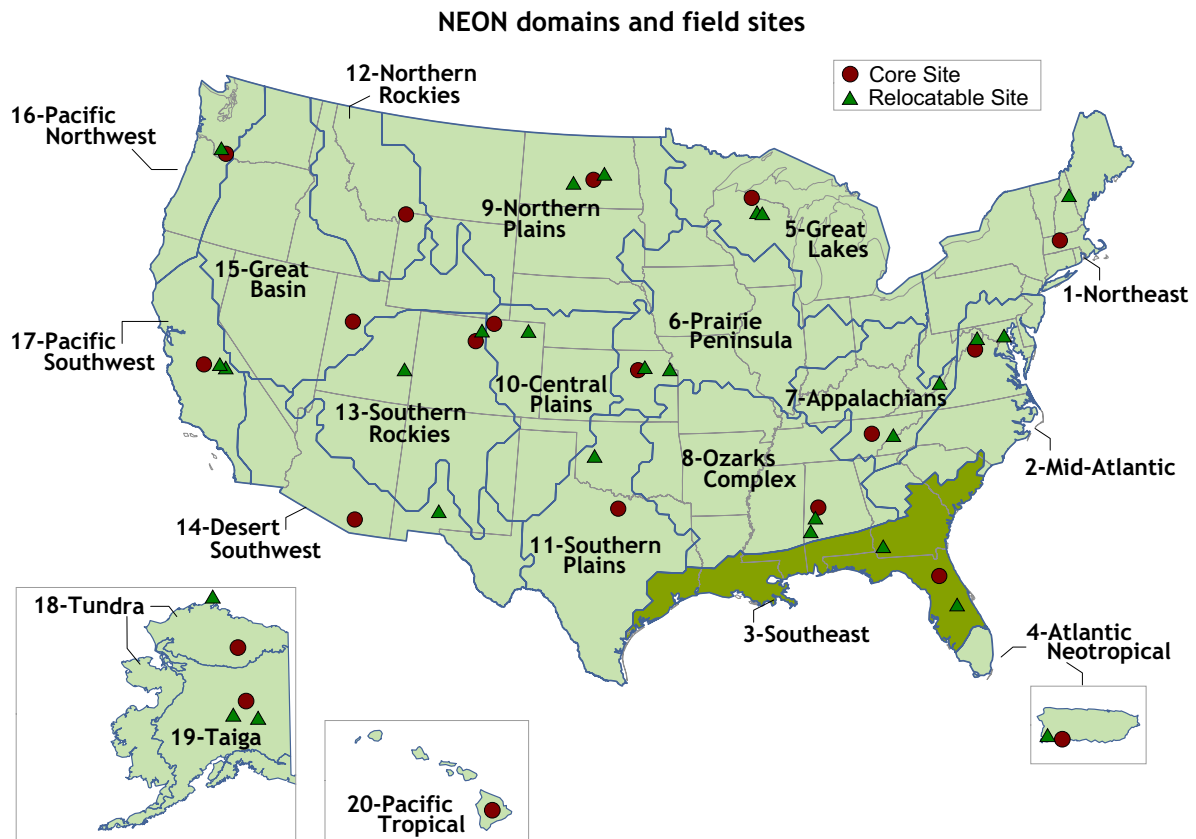 NEON domains and field sites
Core Site
Relocatable Site
12-Northern
Rockies
16-Pacific
Northwest
9-Northern
Plains
5-Great
Lakes
15-Great
Basin
1-Northeast
17-Pacific
Southwest
6-Prairie
Peninsula
10-Central
Plains
7-Appalachians
13-Southern
Rockies
8-Ozarks
Complex
2-Mid-Atlantic
14-Desert
Southwest
11-Southern
Plains
18-Tundra
3-Southeast
4-Atlantic
Neotropical
19-Taiga
20-Pacific
Tropical